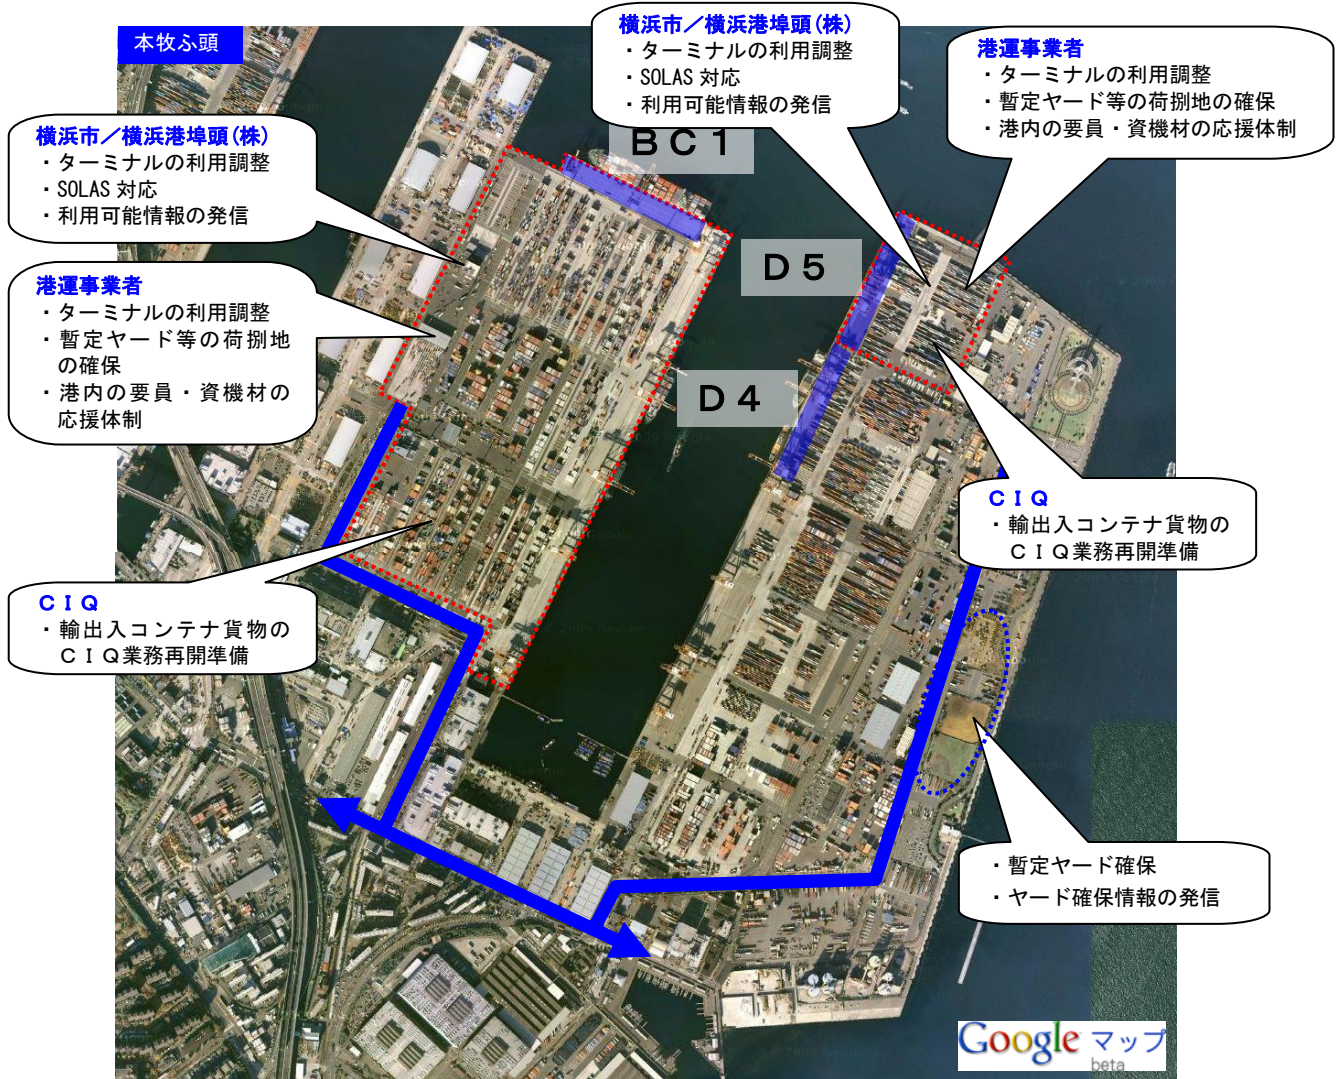 本牧ふ頭
横浜市／横浜港埠頭(株)
・ターミナルの利用調整
・SOLAS 対応
・利用可能情報の発信
港運事業者
・ターミナルの利用調整
・暫定ヤード等の荷捌地の確保
・港内の要員・資機材の応援体制
横浜市／横浜港埠頭(株)
・ターミナルの利用調整
・SOLAS 対応
・利用可能情報の発信
港運事業者
・ターミナルの利用調整
・暫定ヤード等の荷捌地
の確保
・港内の要員・資機材の
応援体制
ＢＣ１
Ｄ５
Ｄ４
ＣＩＱ
・輸出入コンテナ貨物の
ＣＩＱ業務再開準備
ＣＩＱ
・輸出入コンテナ貨物の
ＣＩＱ業務再開準備
・暫定ヤード確保
・ヤード確保情報の発信
Google マップ
beta